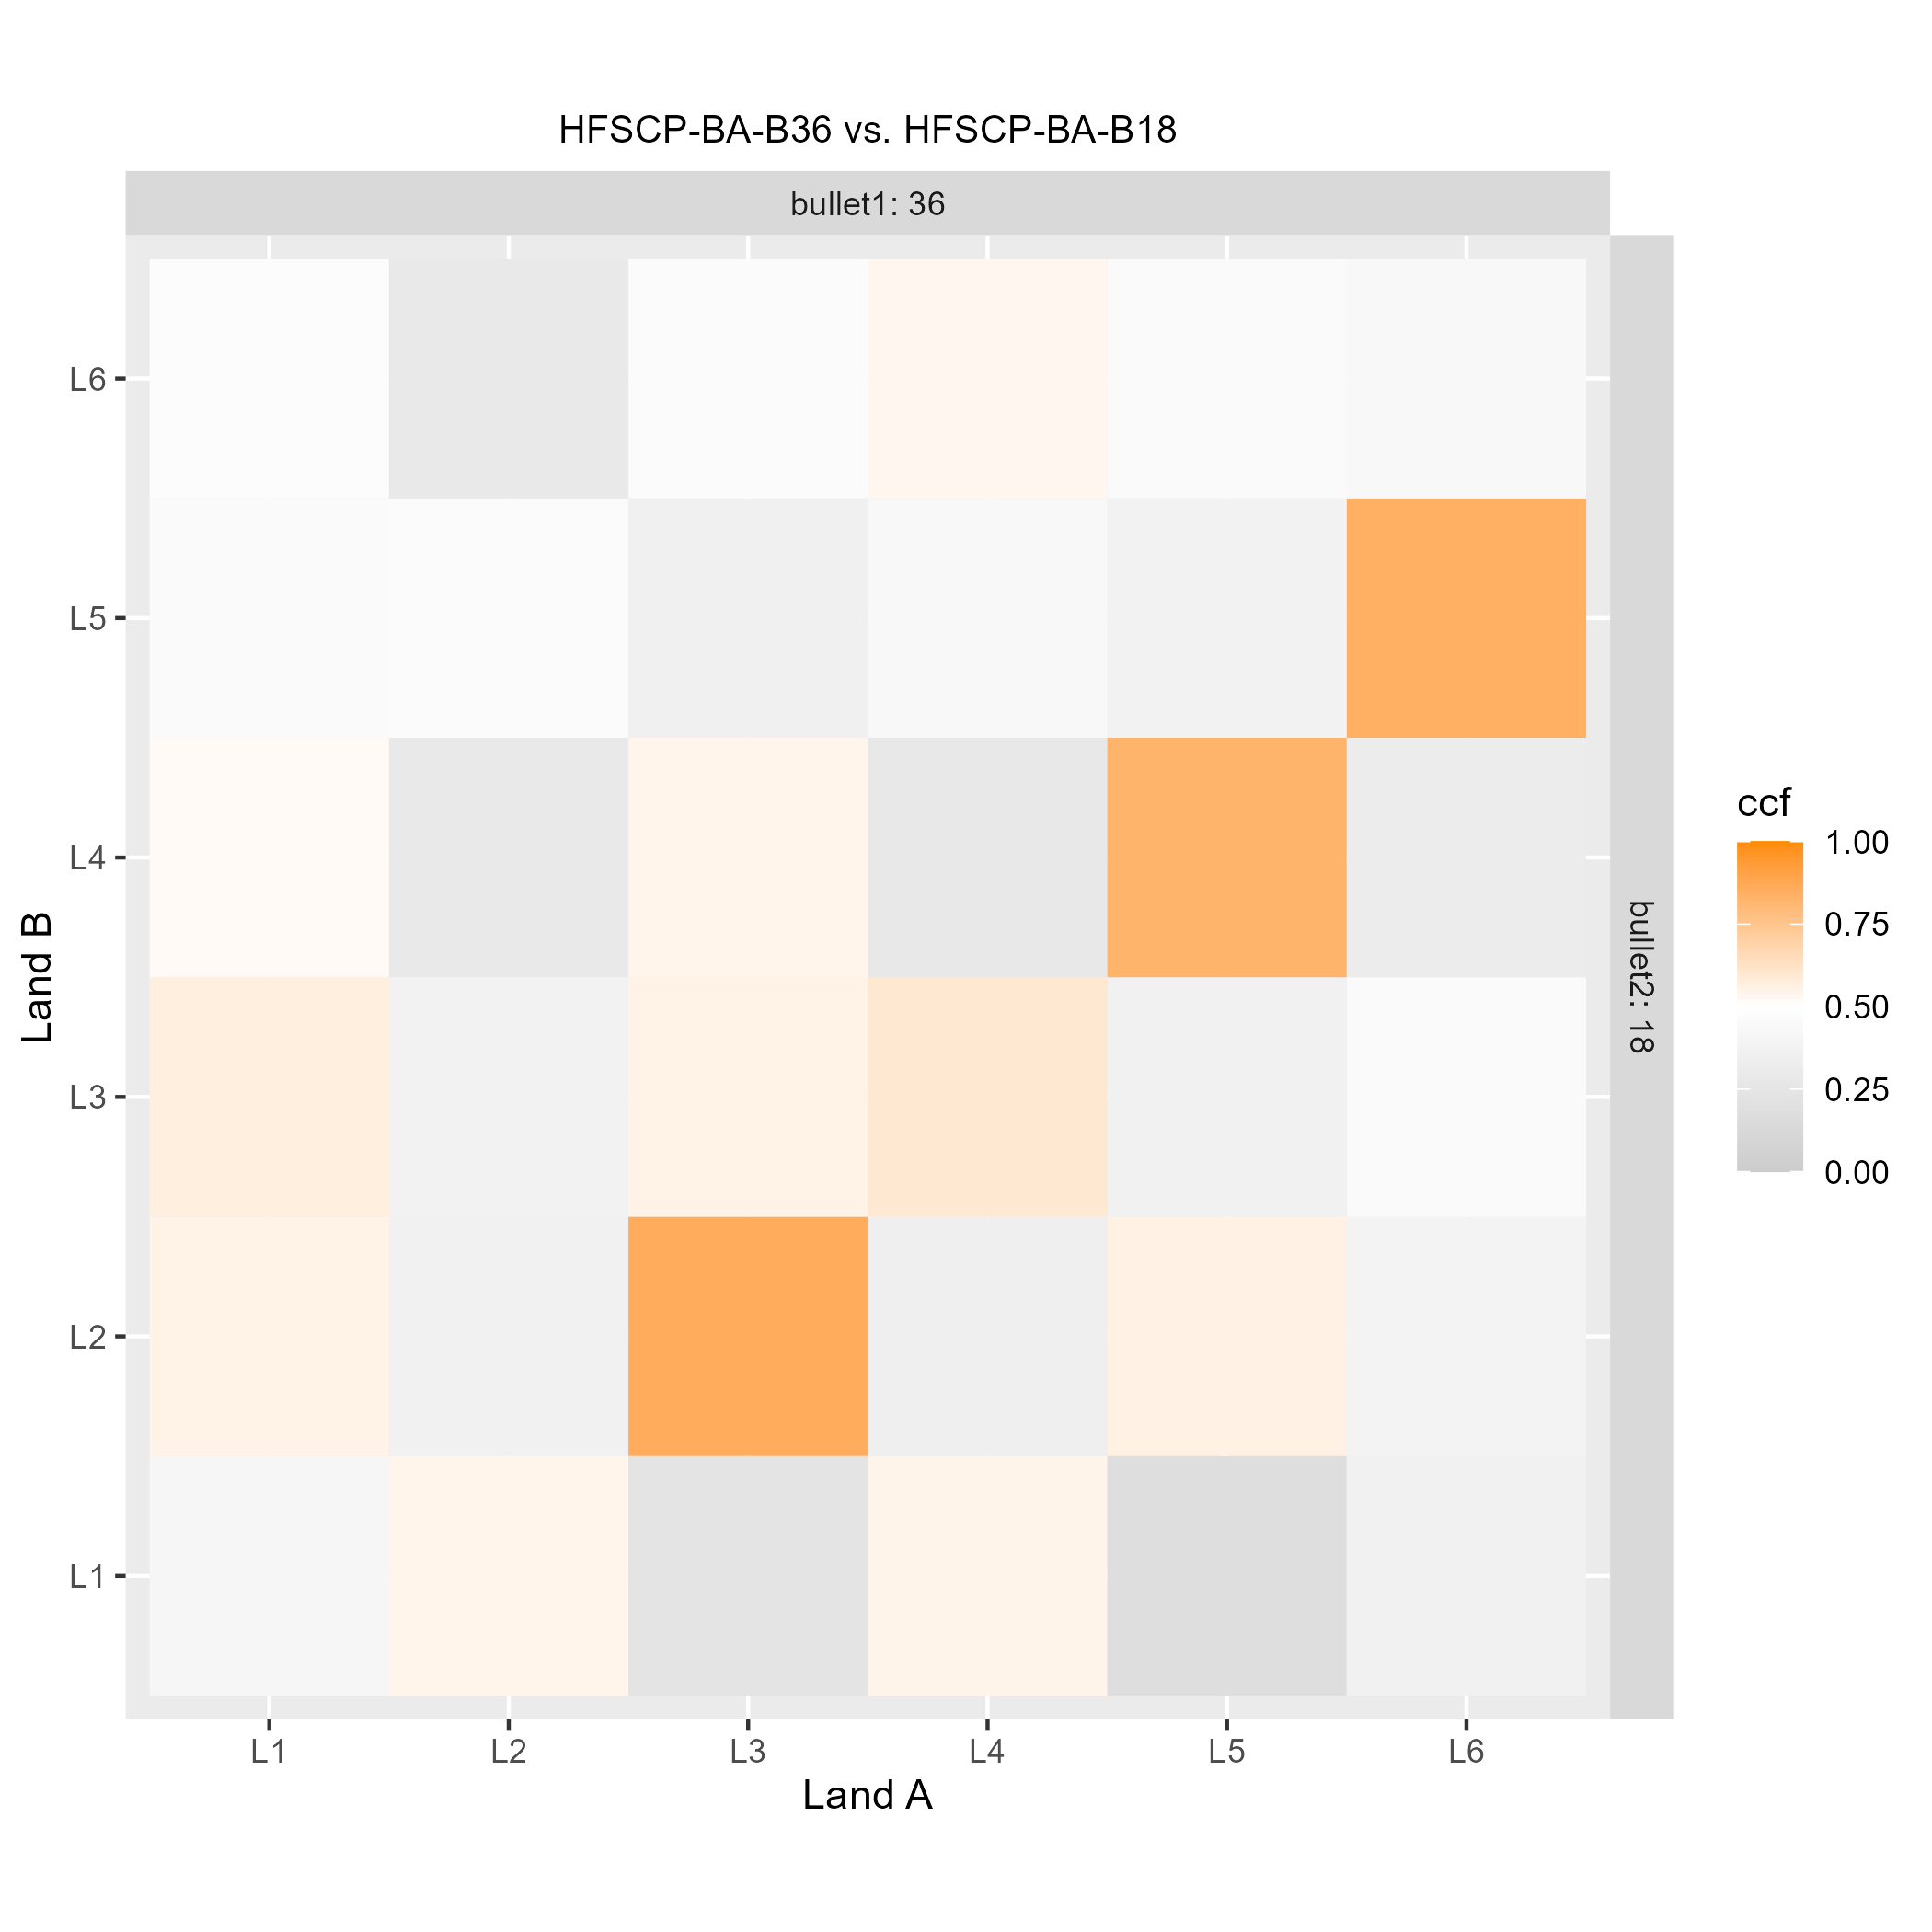 HFSCP-BA-B36 vs. HFSCP-BA-B18
bullet1: 36
L6
L5
L4
L3
L2
L1
Land B
bullet2: 18
L1 L2 L3 L4 L5 L6
Land A
ccf
1.00
0.75
0.50
0.25
0.00